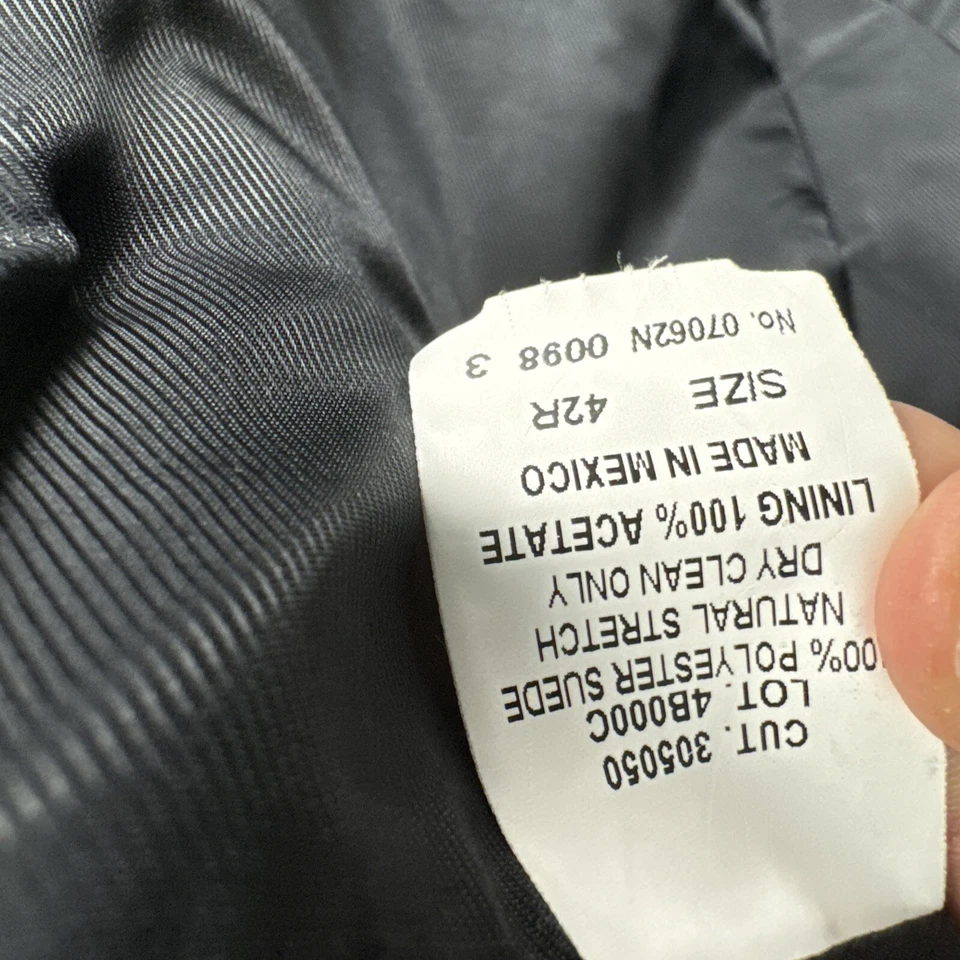 CUT. 305050
LOT. 4B000C
100% POLYESTER SUEDE
NATURAL STRETCH
DRY CLEAN ONLY
LINING 100% ACETATE
MADE IN MEXICO
SIZE 42R
No. 07062N 0098 3